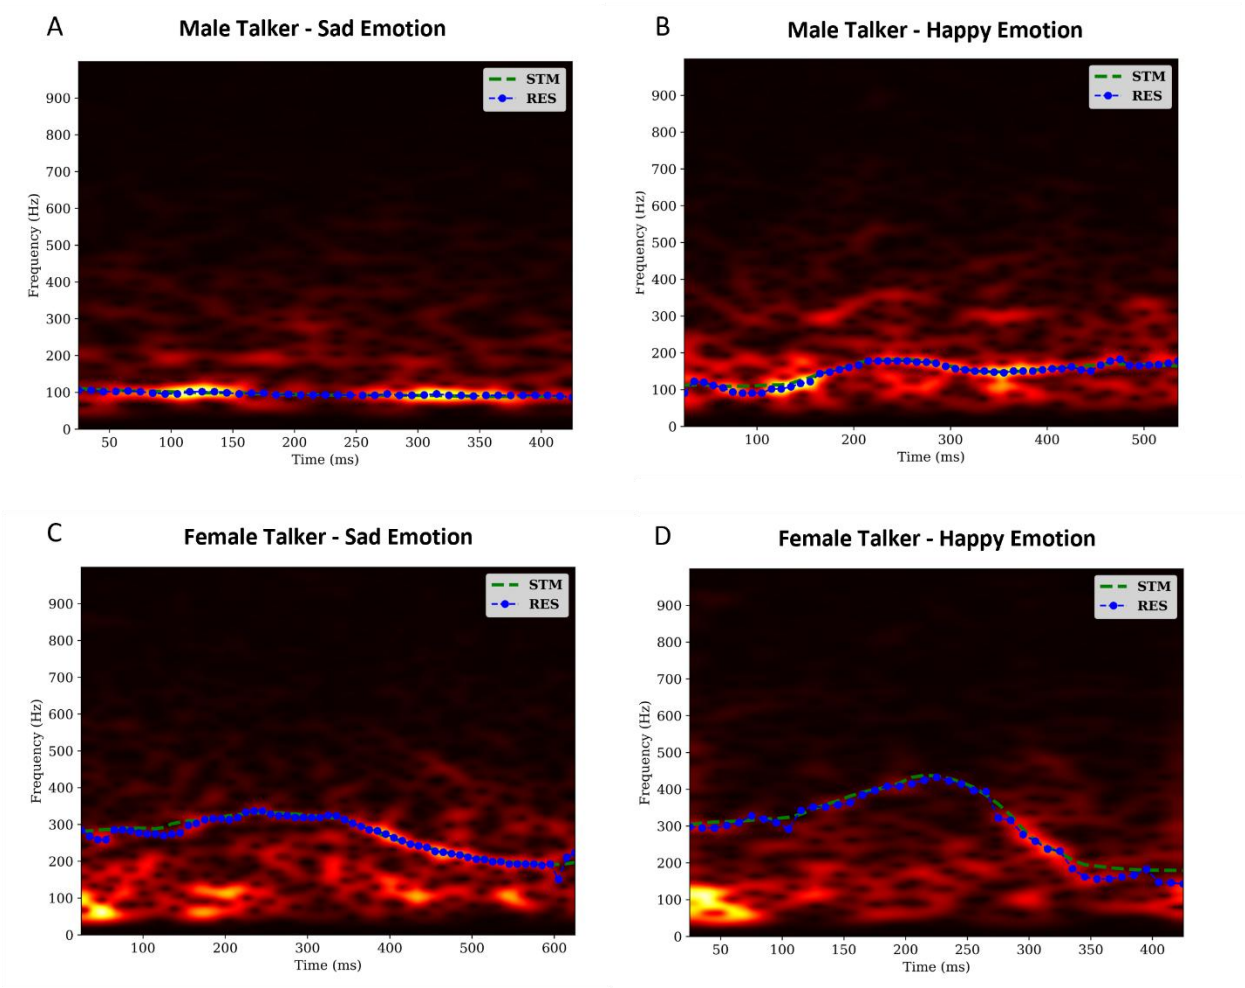 A
Male Talker - Sad Emotion
STM
RES
Frequency (Hz)
900
800
700
600
500
400
300
200
100
0
50 100 150 200 250 300 350 400
Time (ms)
B
Male Talker - Happy Emotion
STM
RES
Frequency (Hz)
900
800
700
600
500
400
300
200
100
0
100 200 300 400 500
Time (ms)
C
Female Talker - Sad Emotion
STM
RES
Frequency (Hz)
900
800
700
600
500
400
300
200
100
0
100 200 300 400 500 600
Time (ms)
D
Female Talker - Happy Emotion
STM
RES
Frequency (Hz)
900
800
700
600
500
400
300
200
100
0
50 100 150 200 250 300 350 400
Time (ms)